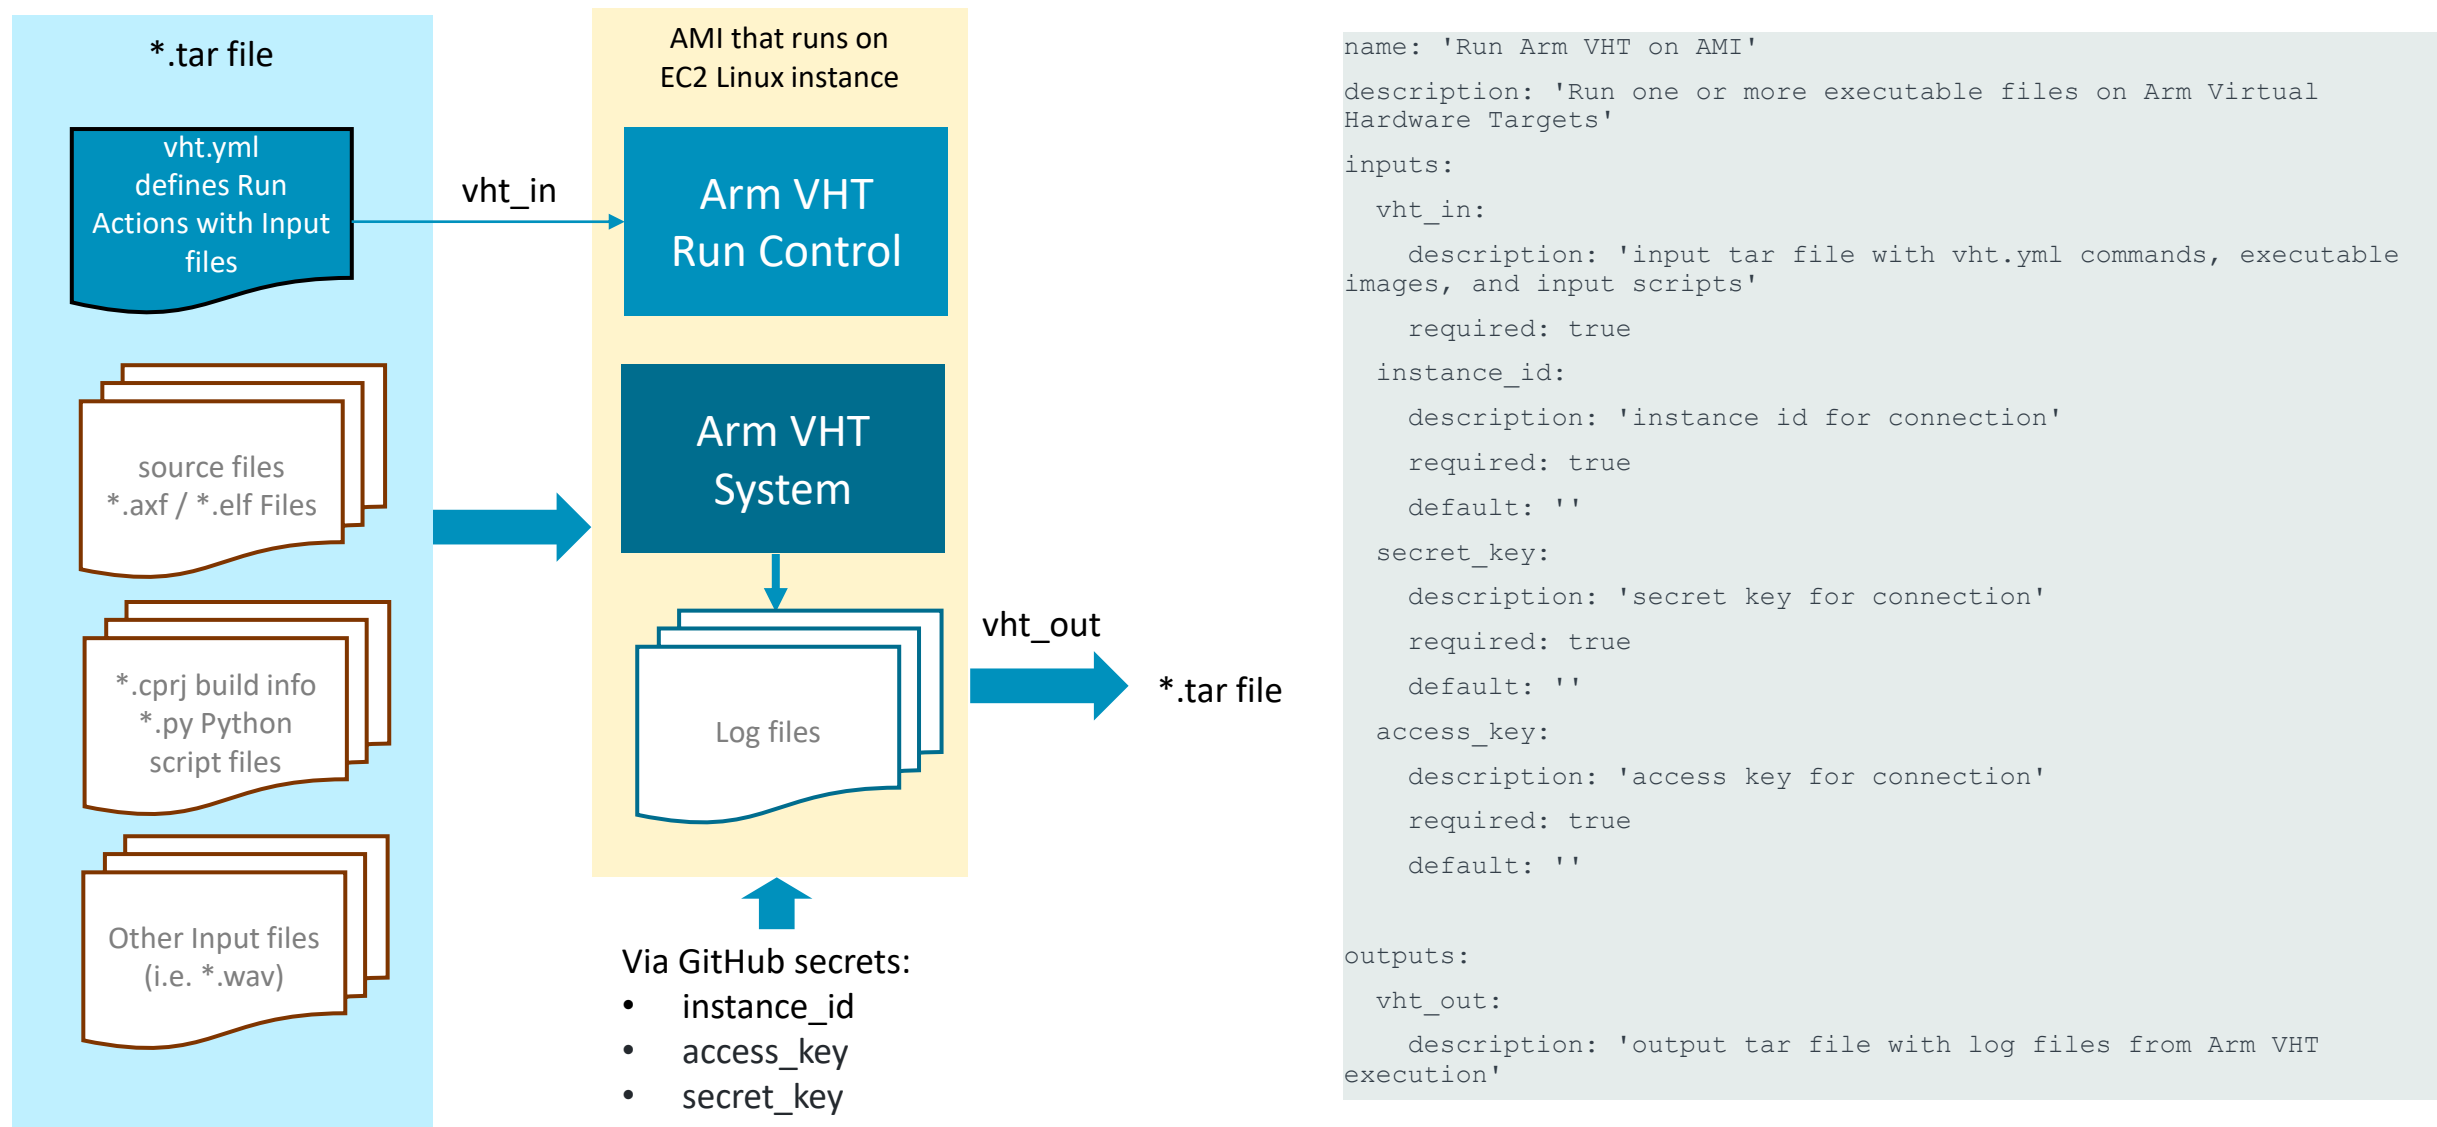 *.tar file
vht.yml
defines Run
Actions with Input
files
source files
*.axf / *.elf Files
*.cprj build info
*.py Python
script files
Other Input files
(i.e. *.wav)
vht_in
AMI that runs on
EC2 Linux instance
Arm VHT
Run Control
Arm VHT
System
Log files
vht_out
*.tar file
Via GitHub secrets:
• instance_id
• access_key
• secret_key
name: 'Run Arm VHT on AMI'
description: 'Run one or more executable files on Arm Virtual
Hardware Targets'
inputs:
  vht_in:
    description: 'input tar file with vht.yml commands, executable
images, and input scripts'
    required: true
  instance_id:
    description: 'instance id for connection'
    required: true
    default: ''
  secret_key:
    description: 'secret key for connection'
    required: true
    default: ''
  access_key:
    description: 'access key for connection'
    required: true
    default: ''
outputs:
  vht_out:
    description: 'output tar file with log files from Arm VHT
execution'